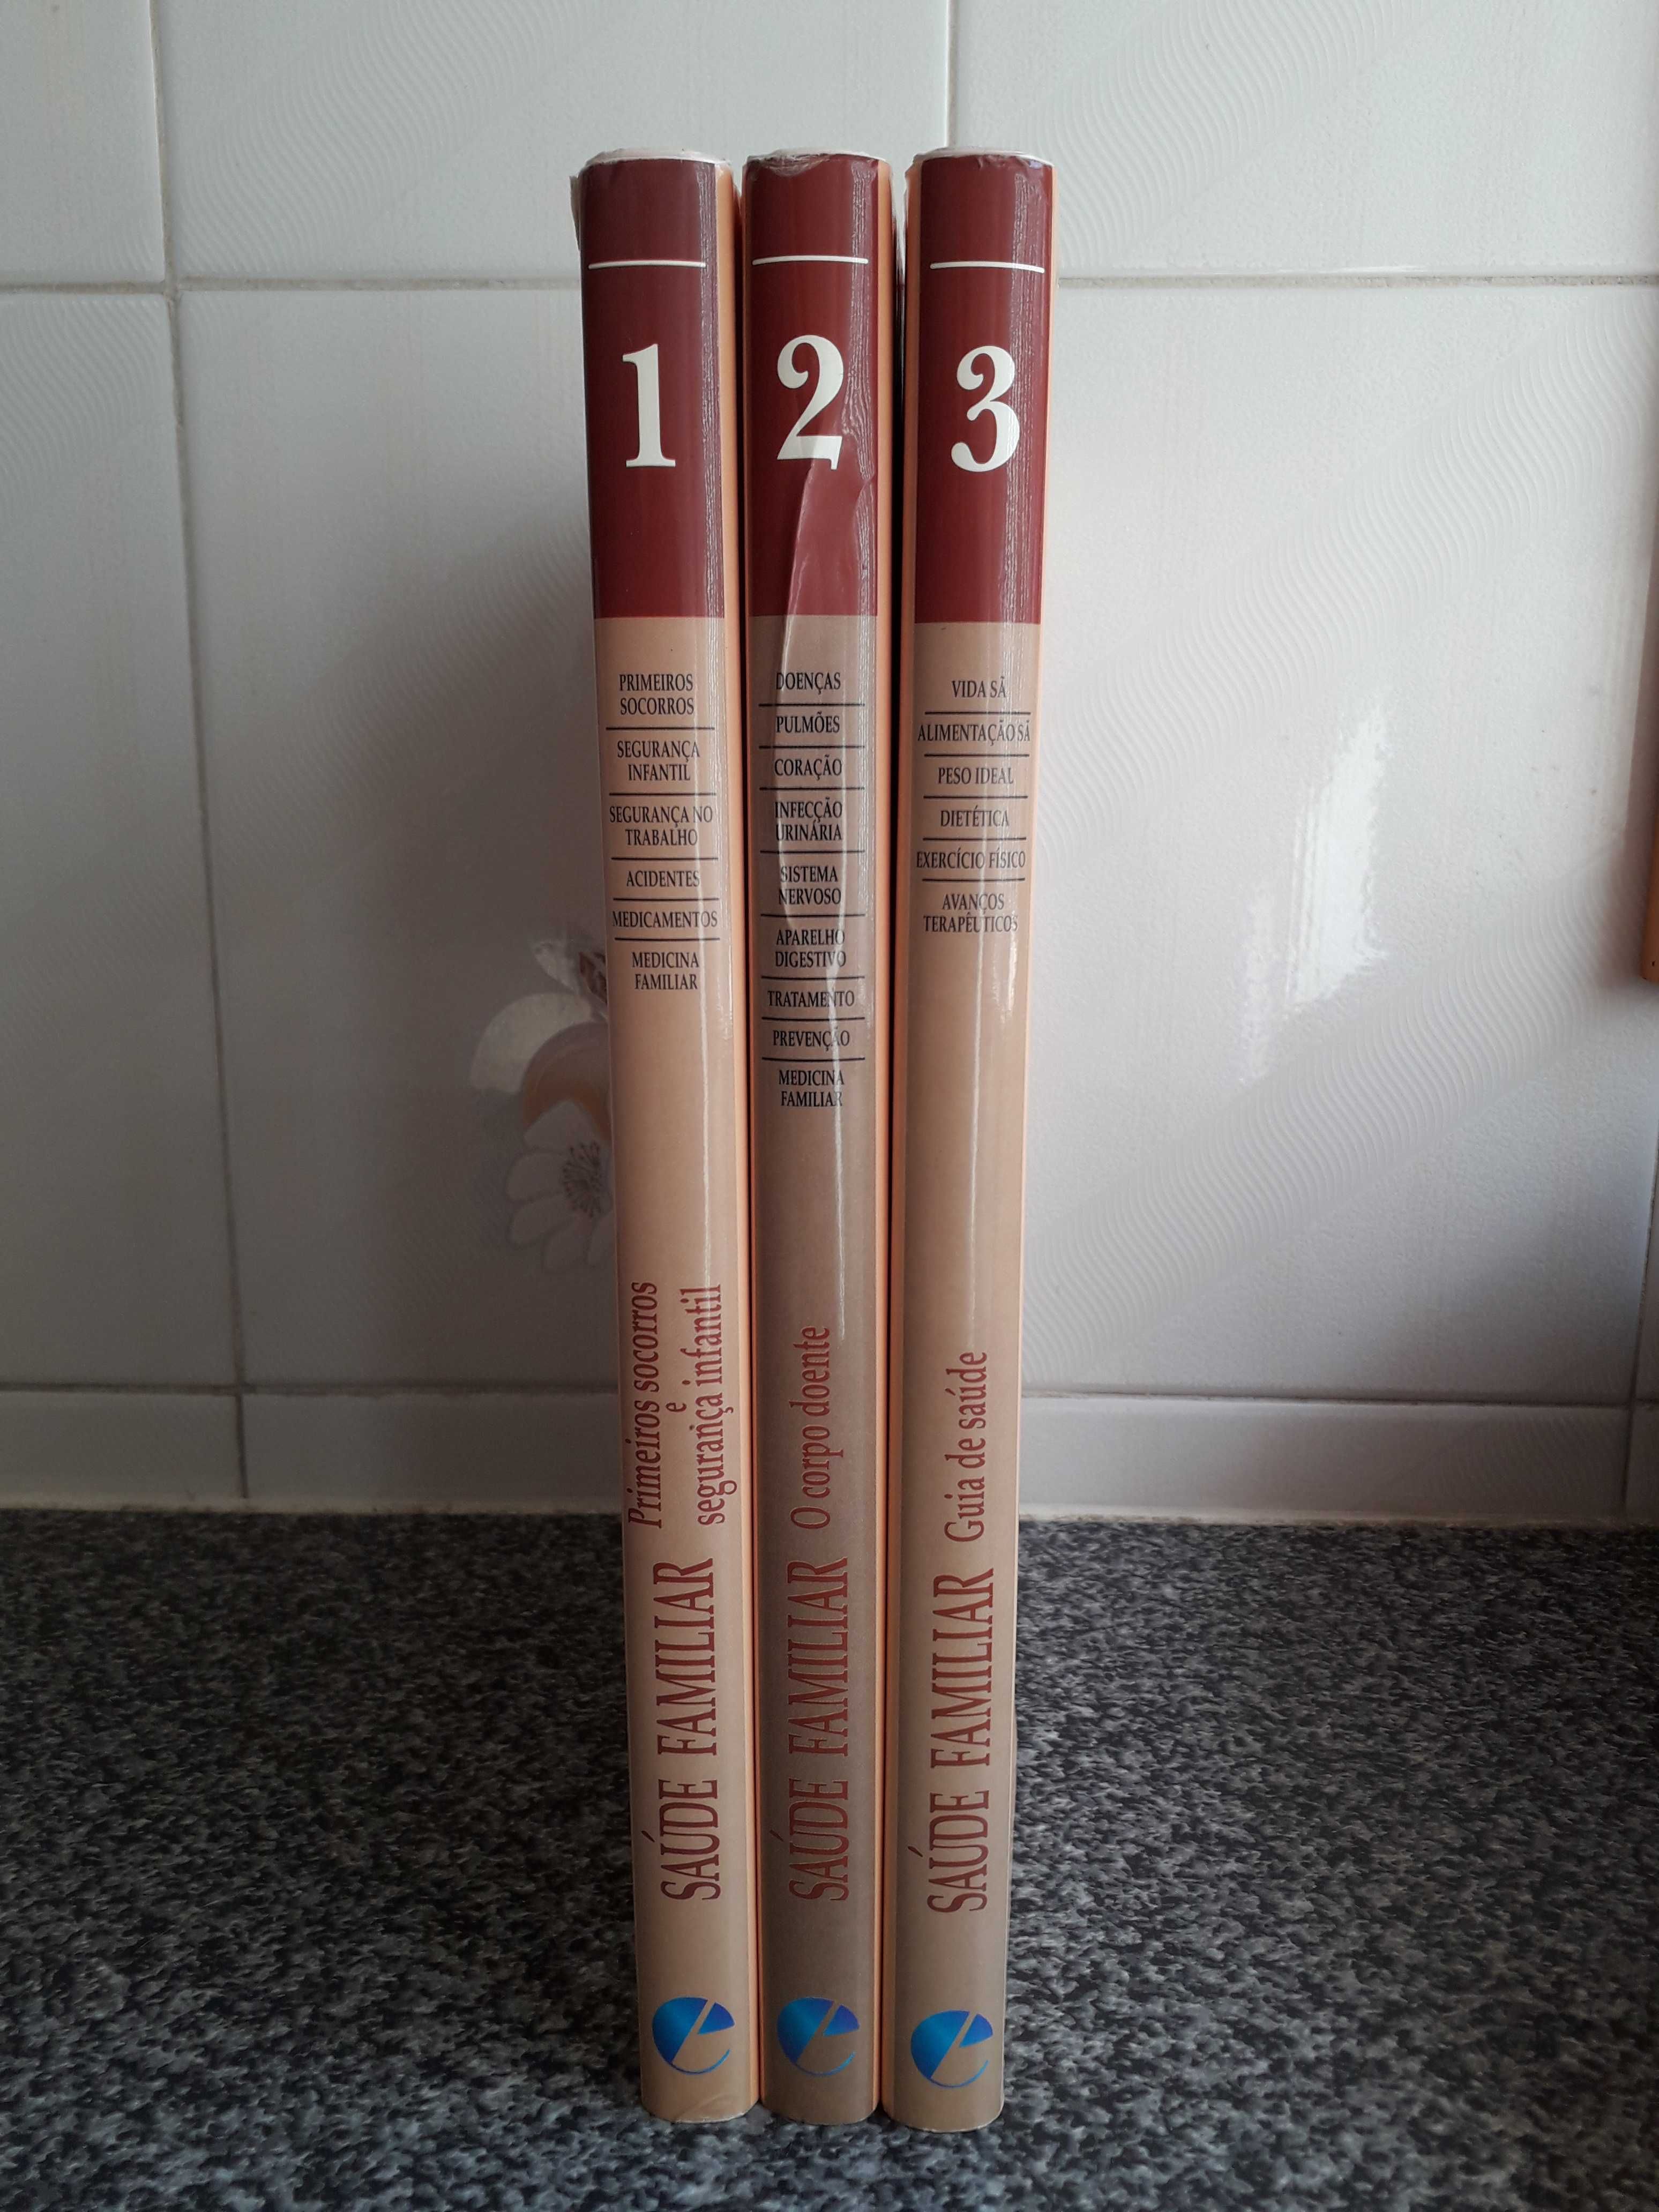 1
PRIMEIROS
SOCORROS
SEGURANÇA
INFANTIL
SEGURANÇA NO
TRABALHO
ACIDENTES
MEDICAMENTOS
MEDICINA
FAMILIAR
SAÚDE FAMILIAR
Primeiros socorros
e
segurança infantil
2
DOENÇAS
PULMÕES
CORAÇÃO
INFECÇÃO
URINÁRIA
SISTEMA
NERVOSO
APARELHO
DIGESTIVO
TRATAMENTO
PREVENÇÃO
MEDICINA
FAMILIAR
SAÚDE FAMILIAR O corpo doente
3
VIDA SÃ
ALIMENTAÇÃO SÃ
PESO IDEAL
DIETÉTICA
EXERCÍCIO FÍSICO
AVANÇOS
TERAPÊUTICOS
SAÚDE FAMILIAR Guia de saúde